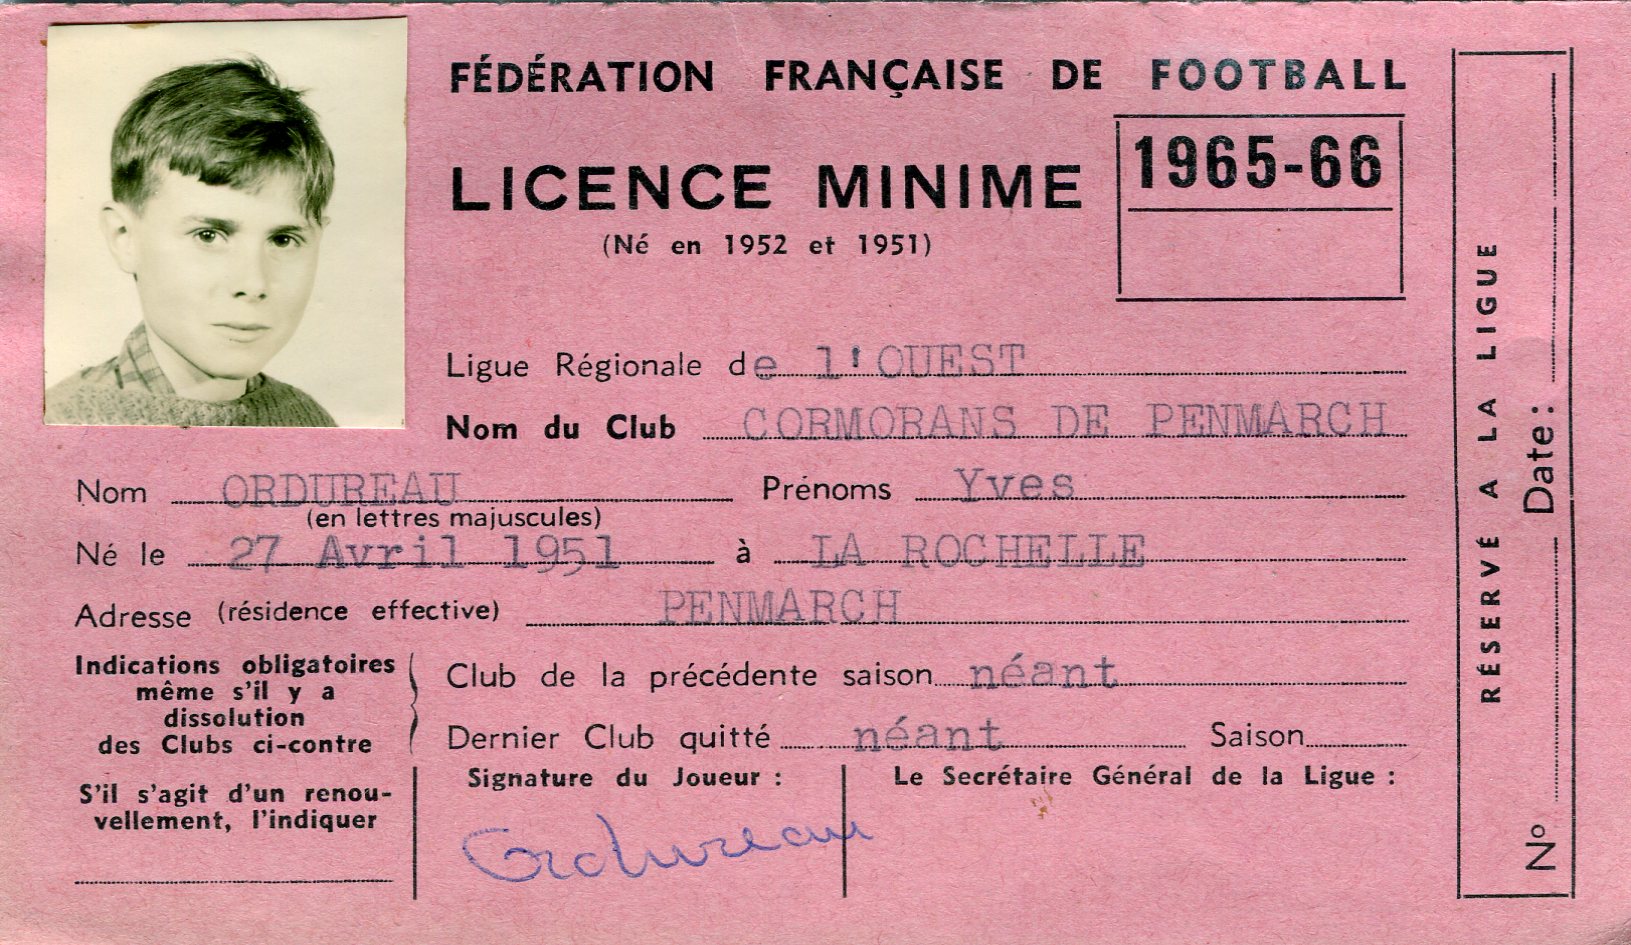 FÉDÉRATION FRANÇAISE DE FOOTBALL
LICENCE MINIME
1965-66
(Né en 1952 et 1951)
Ligue Régionale de l'OUEST
Nom du Club CORMORANS DE PENMARCH
Nom ORDUREAU Prénoms Yves
(en lettres majuscules)
Né le 27 Avril 1951 à LA ROCHELLE
Adresse (résidence effective) PENMARCH
Indications obligatoires
même s'il y a
dissolution
des Clubs ci-contre
Club de la précédente saison néant
Dernier Club quitté néant Saison
S'il s'agit d'un renou-
vellement, l'indiquer
Signature du Joueur :
Ordureau
Le Secrétaire Général de la Ligue :
RÉSERVÉ A LA LIGUE
No Date :